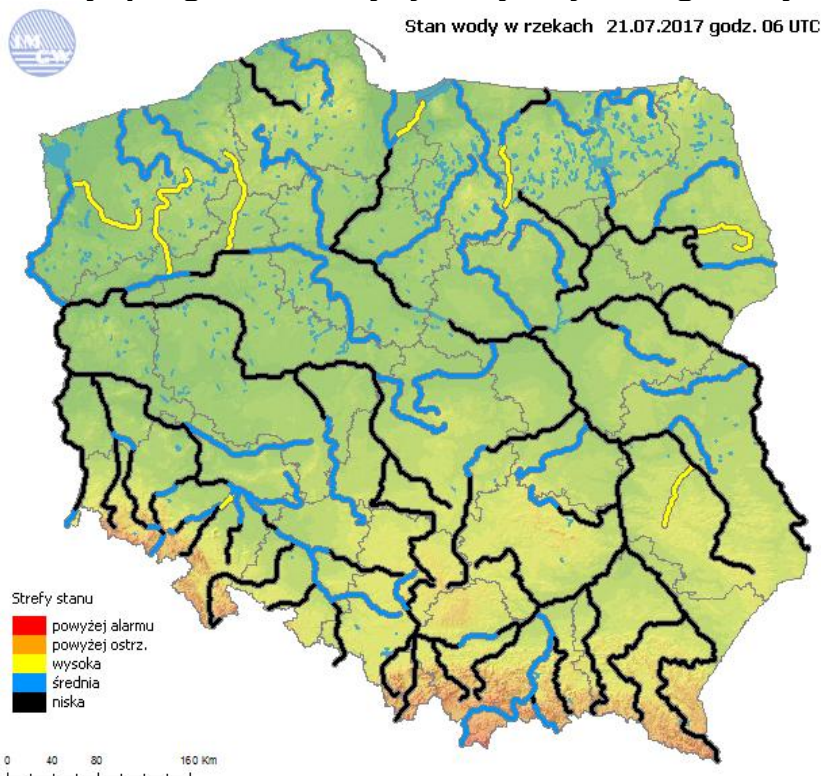 Stan wody w rzekach 21.07.2017 godz. 06 UTC
Strefy stanu
powyżej alarmu
powyżej ostrz.
wysoka
średnia
niska
0 40 80 160 Km